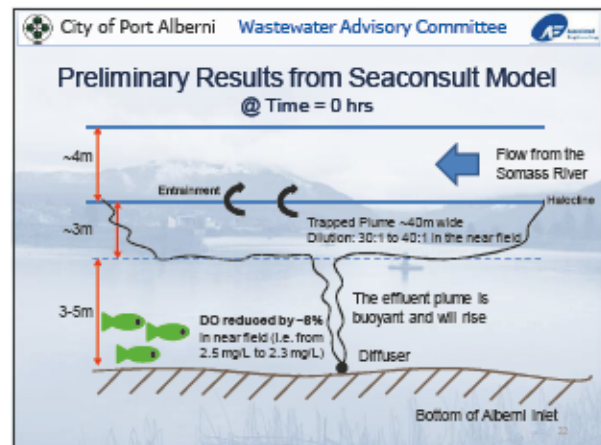 City of Port Alberni Wastewater Advisory Committee
Preliminary Results from Seaconsult Model
@ Time = 0 hrs
~4m
Flow from the
Somass River
Entrainment
Halocline
~3m
Trapped Plume ~40m wide
Dilution: 30:1 to 40:1 in the near field
3-5m
The effluent plume is
buoyant and will rise
DO reduced by ~8%
in near field (i.e. from
2.5 mg/L to 2.3 mg/L)
Diffuser
Bottom of Alberni Inlet